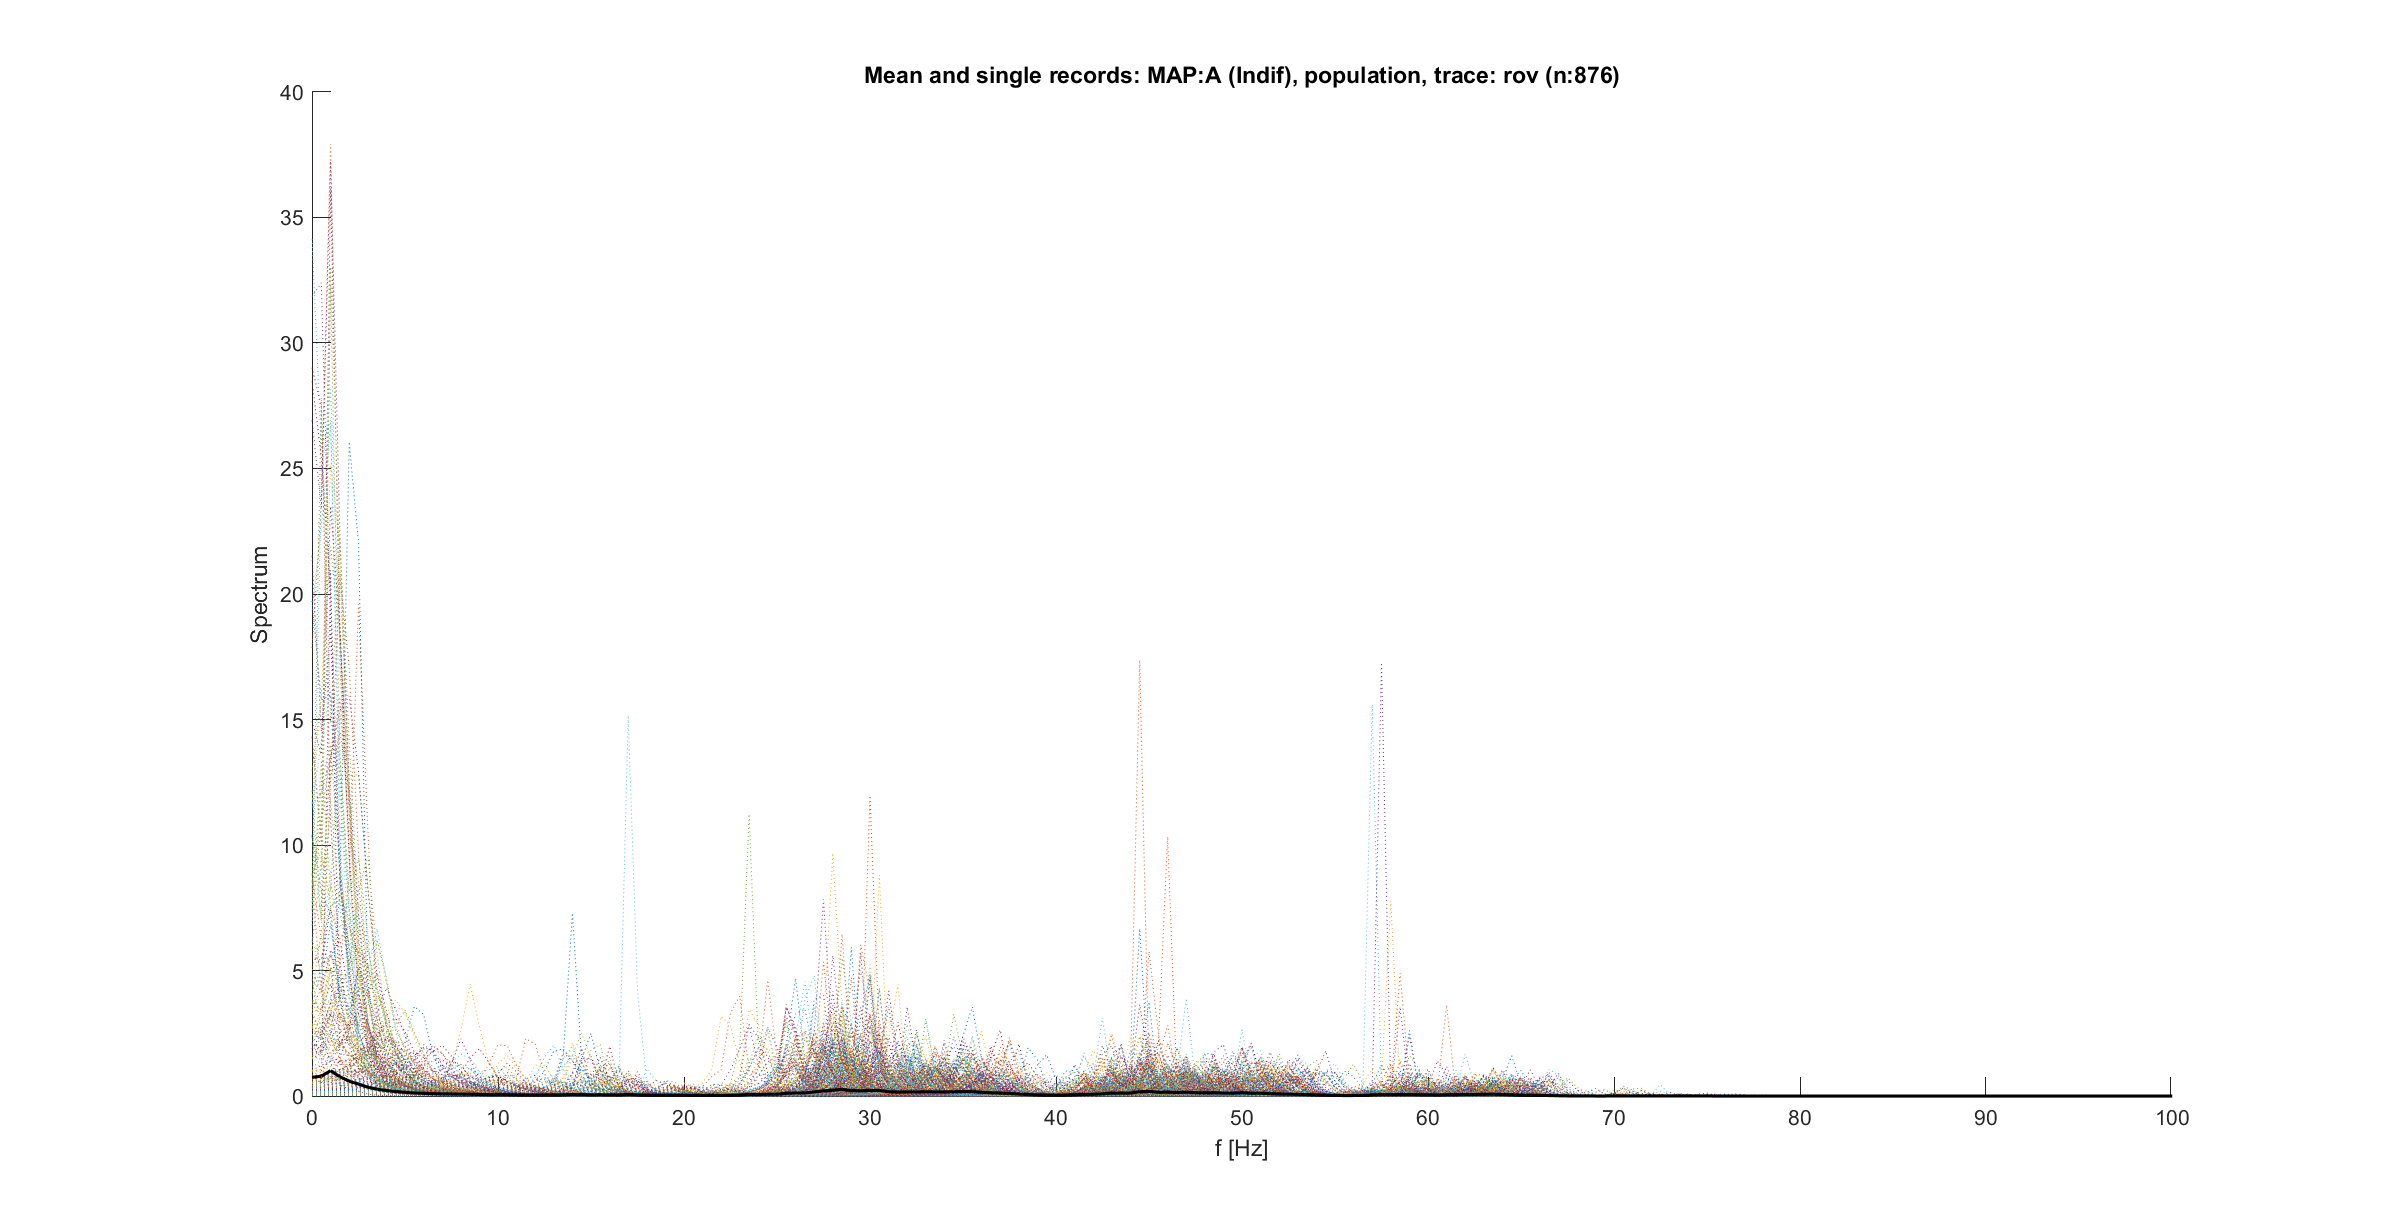 Mean and single records: MAP:A (Indif), population, trace: rov (n:876)
40
35
30
25
20
15
10
5
0
Spectrum
0 10 20 30 40 50 60 70 80 90 100
f [Hz]